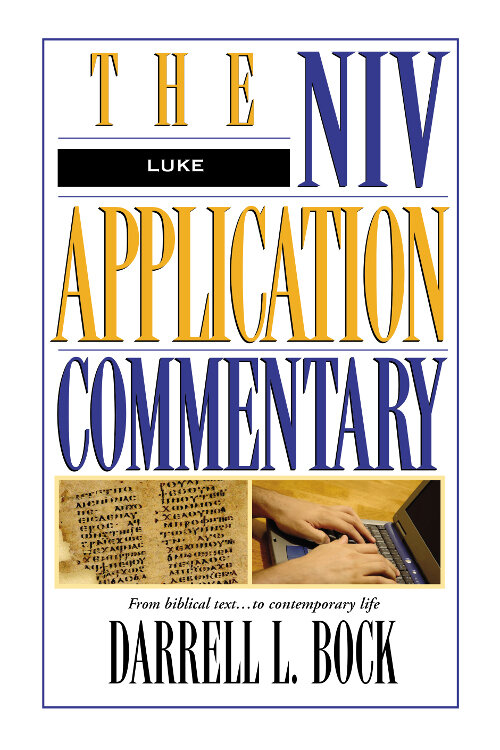 THE NIV
LUKE
APPLICATION
COMMENTARY
From biblical text...to contemporary life
DARRELL L. BOCK